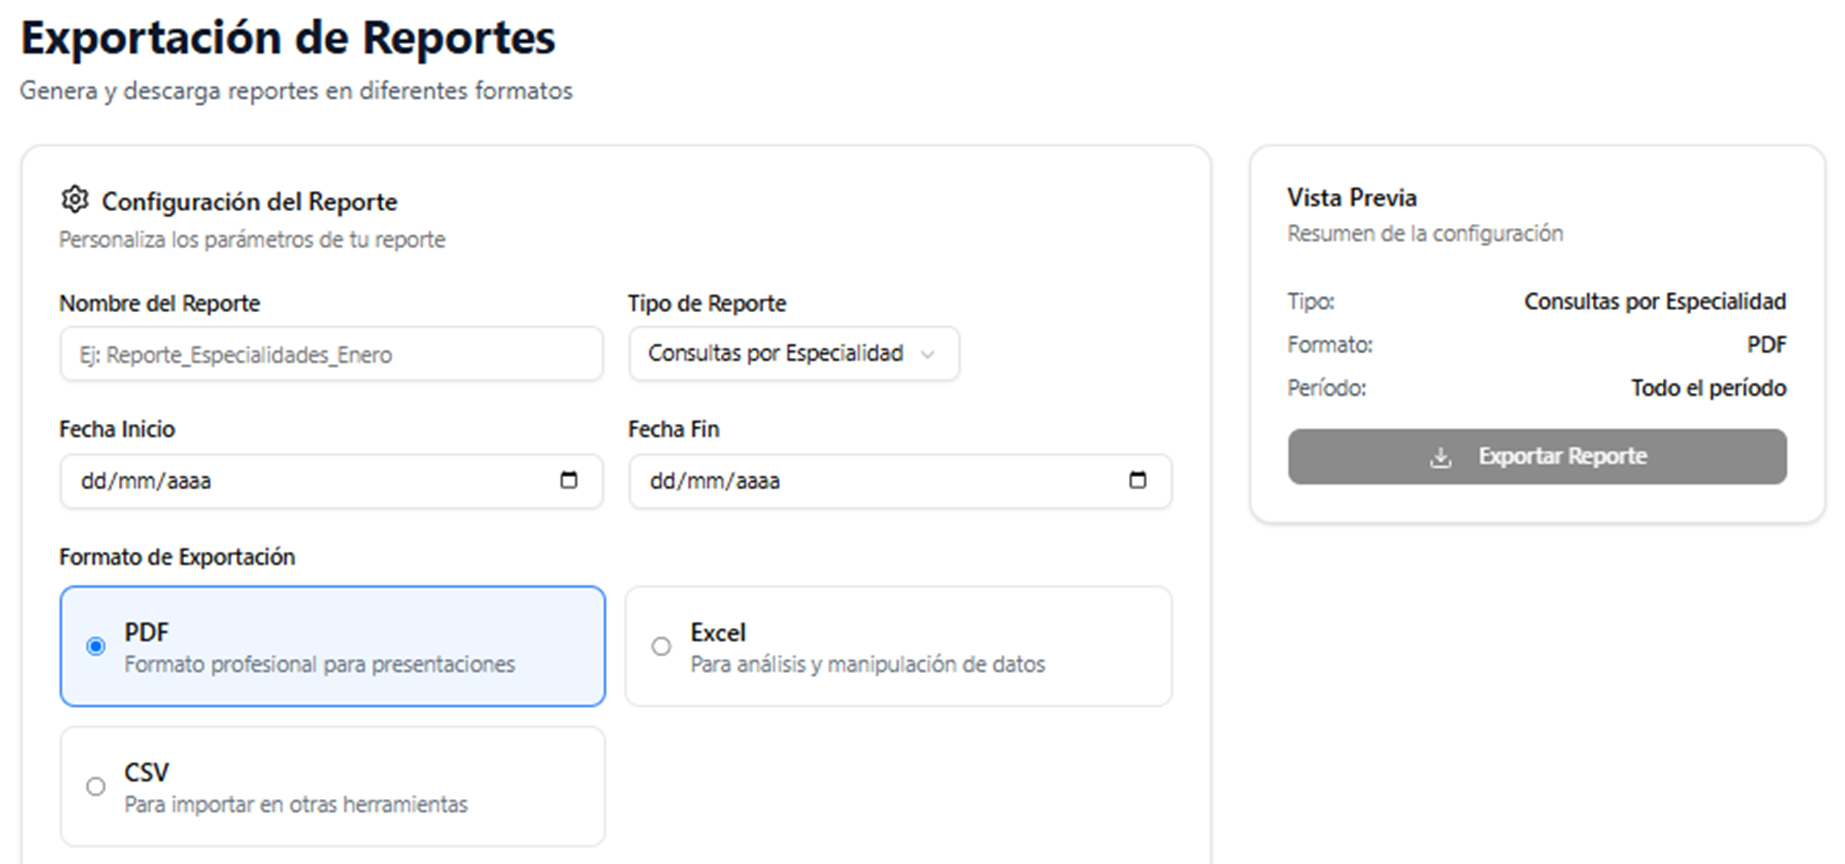 Exportación de Reportes
Genera y descarga reportes en diferentes formatos
Configuración del Reporte
Personaliza los parámetros de tu reporte
Nombre del Reporte
Ej: Reporte_Especialidades_Enero
Tipo de Reporte
Consultas por Especialidad
Fecha Inicio
dd/mm/aaaa
Fecha Fin
dd/mm/aaaa
Formato de Exportación
PDF
Formato profesional para presentaciones
Excel
Para análisis y manipulación de datos
CSV
Para importar en otras herramientas
Vista Previa
Resumen de la configuración
Tipo: Consultas por Especialidad
Formato: PDF
Período: Todo el período
Exportar Reporte